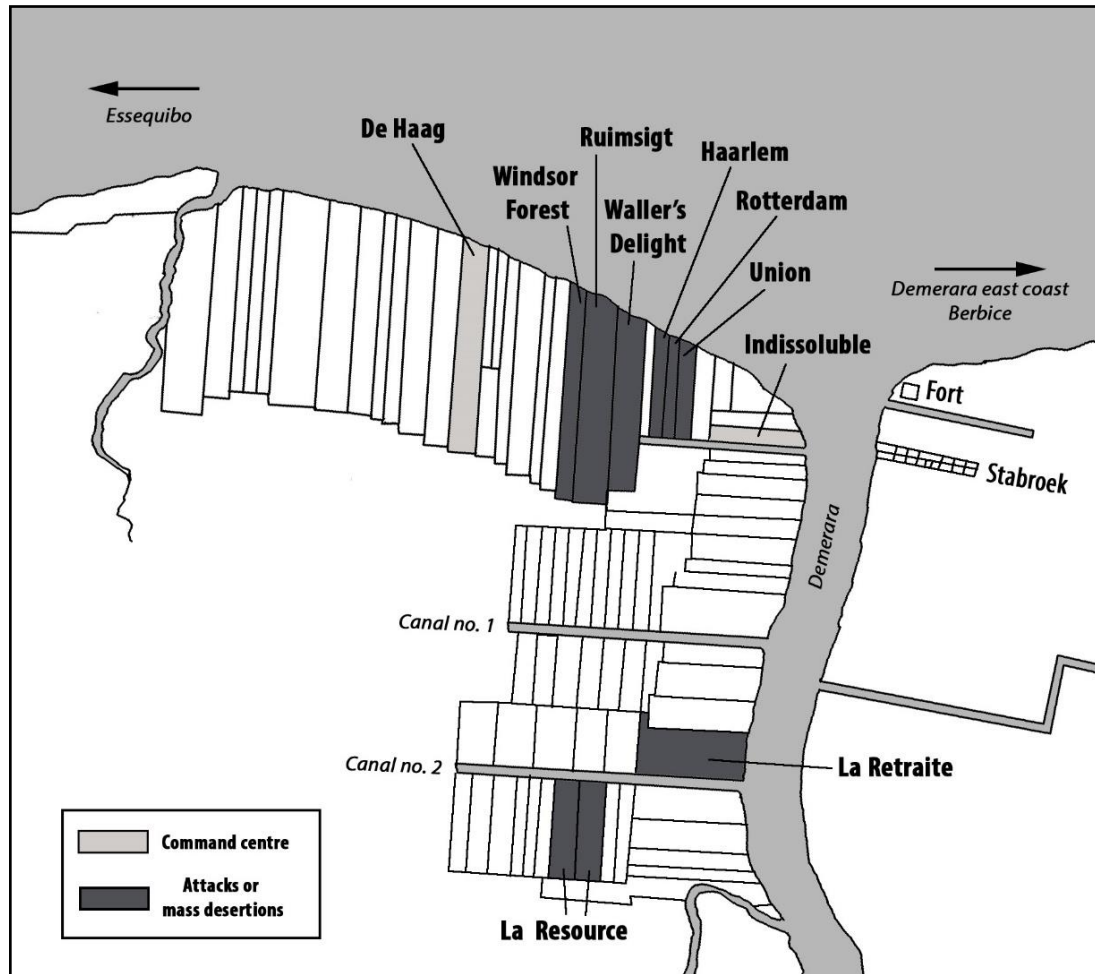 Essequibo
De Haag
Ruimsigt
Haarlem
Windsor
Forest
Waller's
Delight
Rotterdam
Union
Demerara east coast
Berbice
Indissoluble
Fort
Stabroek
Demerara
Canal no. 1
Canal no. 2
La Retraite
Command centre
Attacks or
mass desertions
La Resource